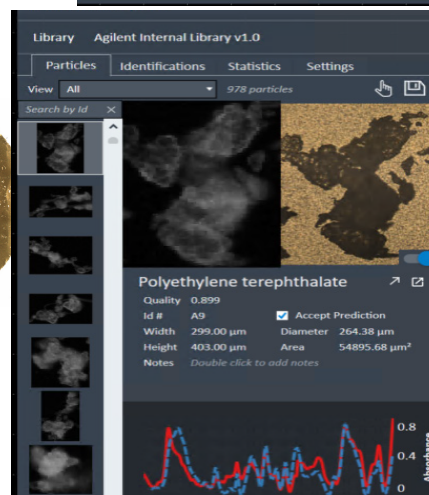 Library Agilent Internal Library v1.0
Particles Identifications Statistics Settings
View All 978 particles
Search by Id
Polyethylene terephthalate
Quality 0.899
Id # A9 Accept Prediction
Width 299.00 µm Diameter 264.38 µm
Height 403.00 µm Area 54895.68 µm²
Notes Double click to add notes
0.8
0.4
0
Absorbance